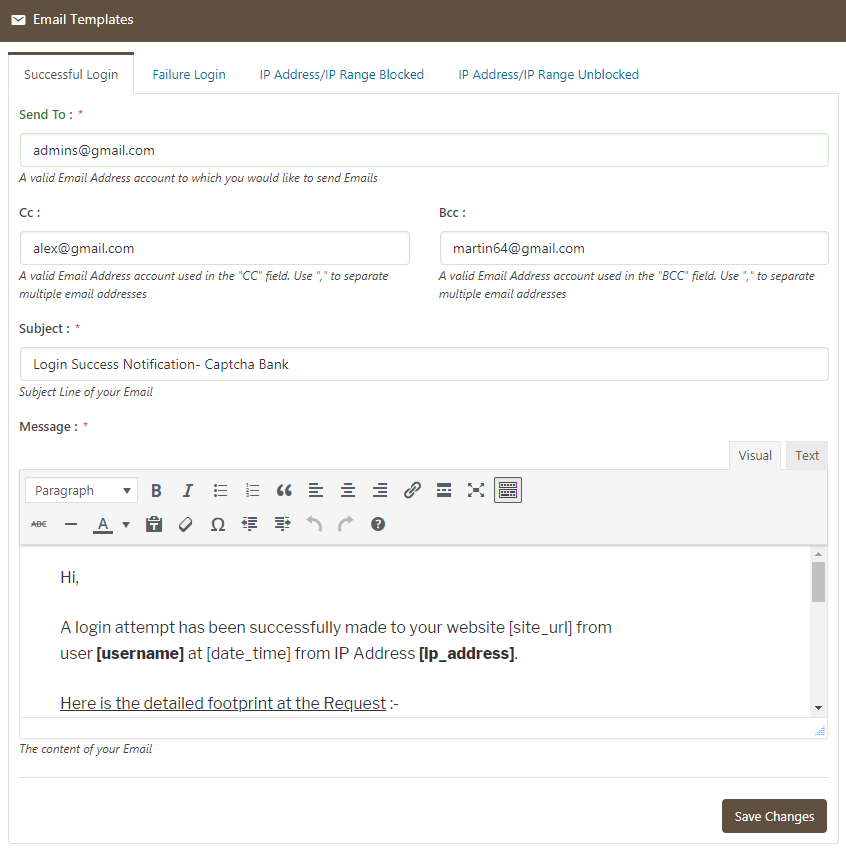 Email Templates
Successful Login Failure Login IP Address/IP Range Blocked IP Address/IP Range Unblocked
Send To : *
admins@gmail.com
A valid Email Address account to which you would like to send Emails
Cc : Bcc :
alex@gmail.com martin64@gmail.com
A valid Email Address account used in the "CC" field. Use "," to separate A valid Email Address account used in the "BCC" field. Use "," to separate
multiple email addresses multiple email addresses
Subject : *
Login Success Notification- Captcha Bank
Subject Line of your Email
Message : *
Visual Text
Paragraph B I
ABC A Ω ?
Hi,
A login attempt has been successfully made to your website [site_url] from
user [username] at [date_time] from IP Address [ip_address].
Here is the detailed footprint at the Request :-
The content of your Email
Save Changes